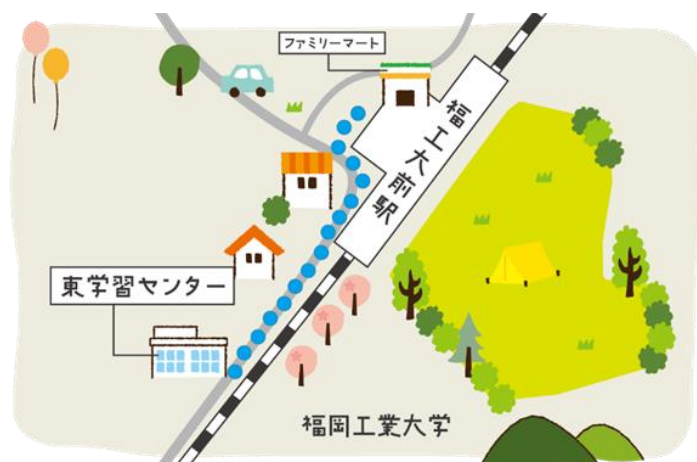 ファミリーマート
福工大前駅
東学習センター
福岡工業大学